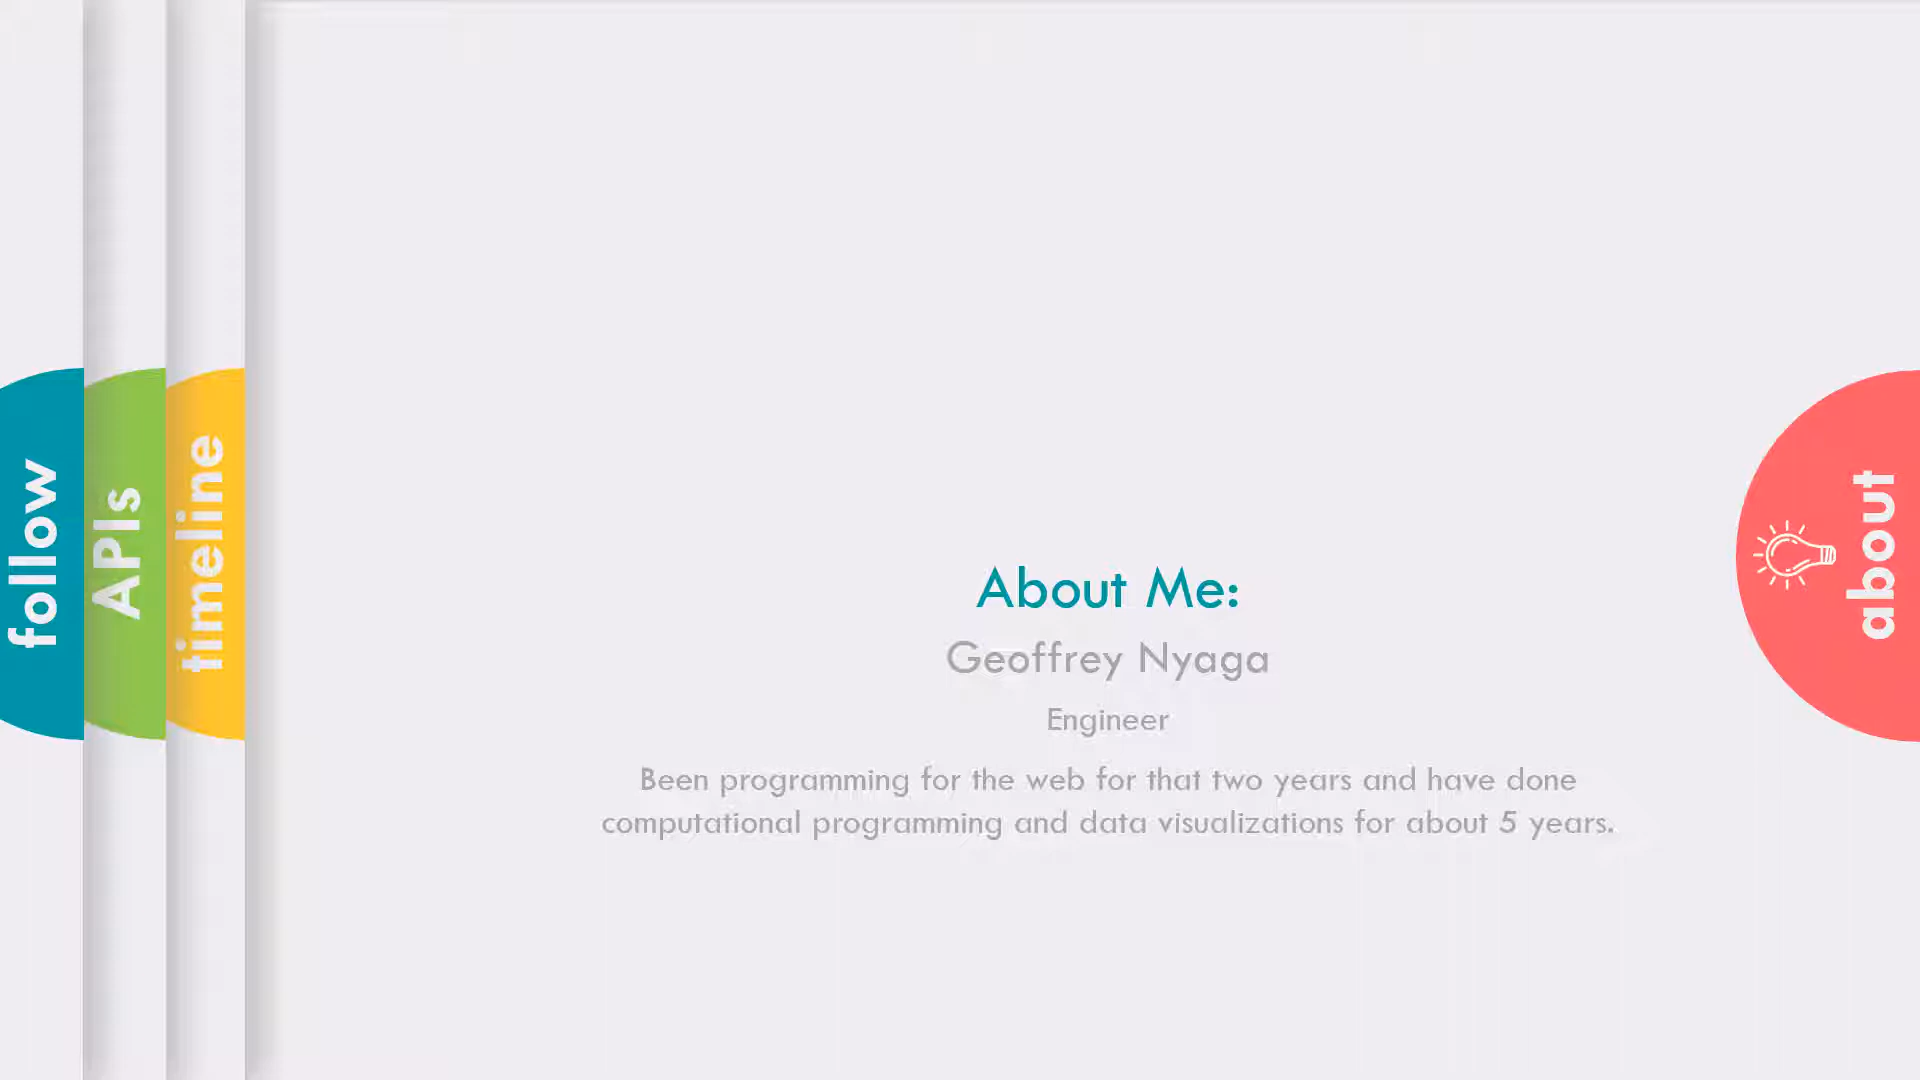 follow
APIs
timeline
About Me:
Geoffrey Nyaga
Engineer
Been programming for the web for that two years and have done
computational programming and data visualizations for about 5 years.
about